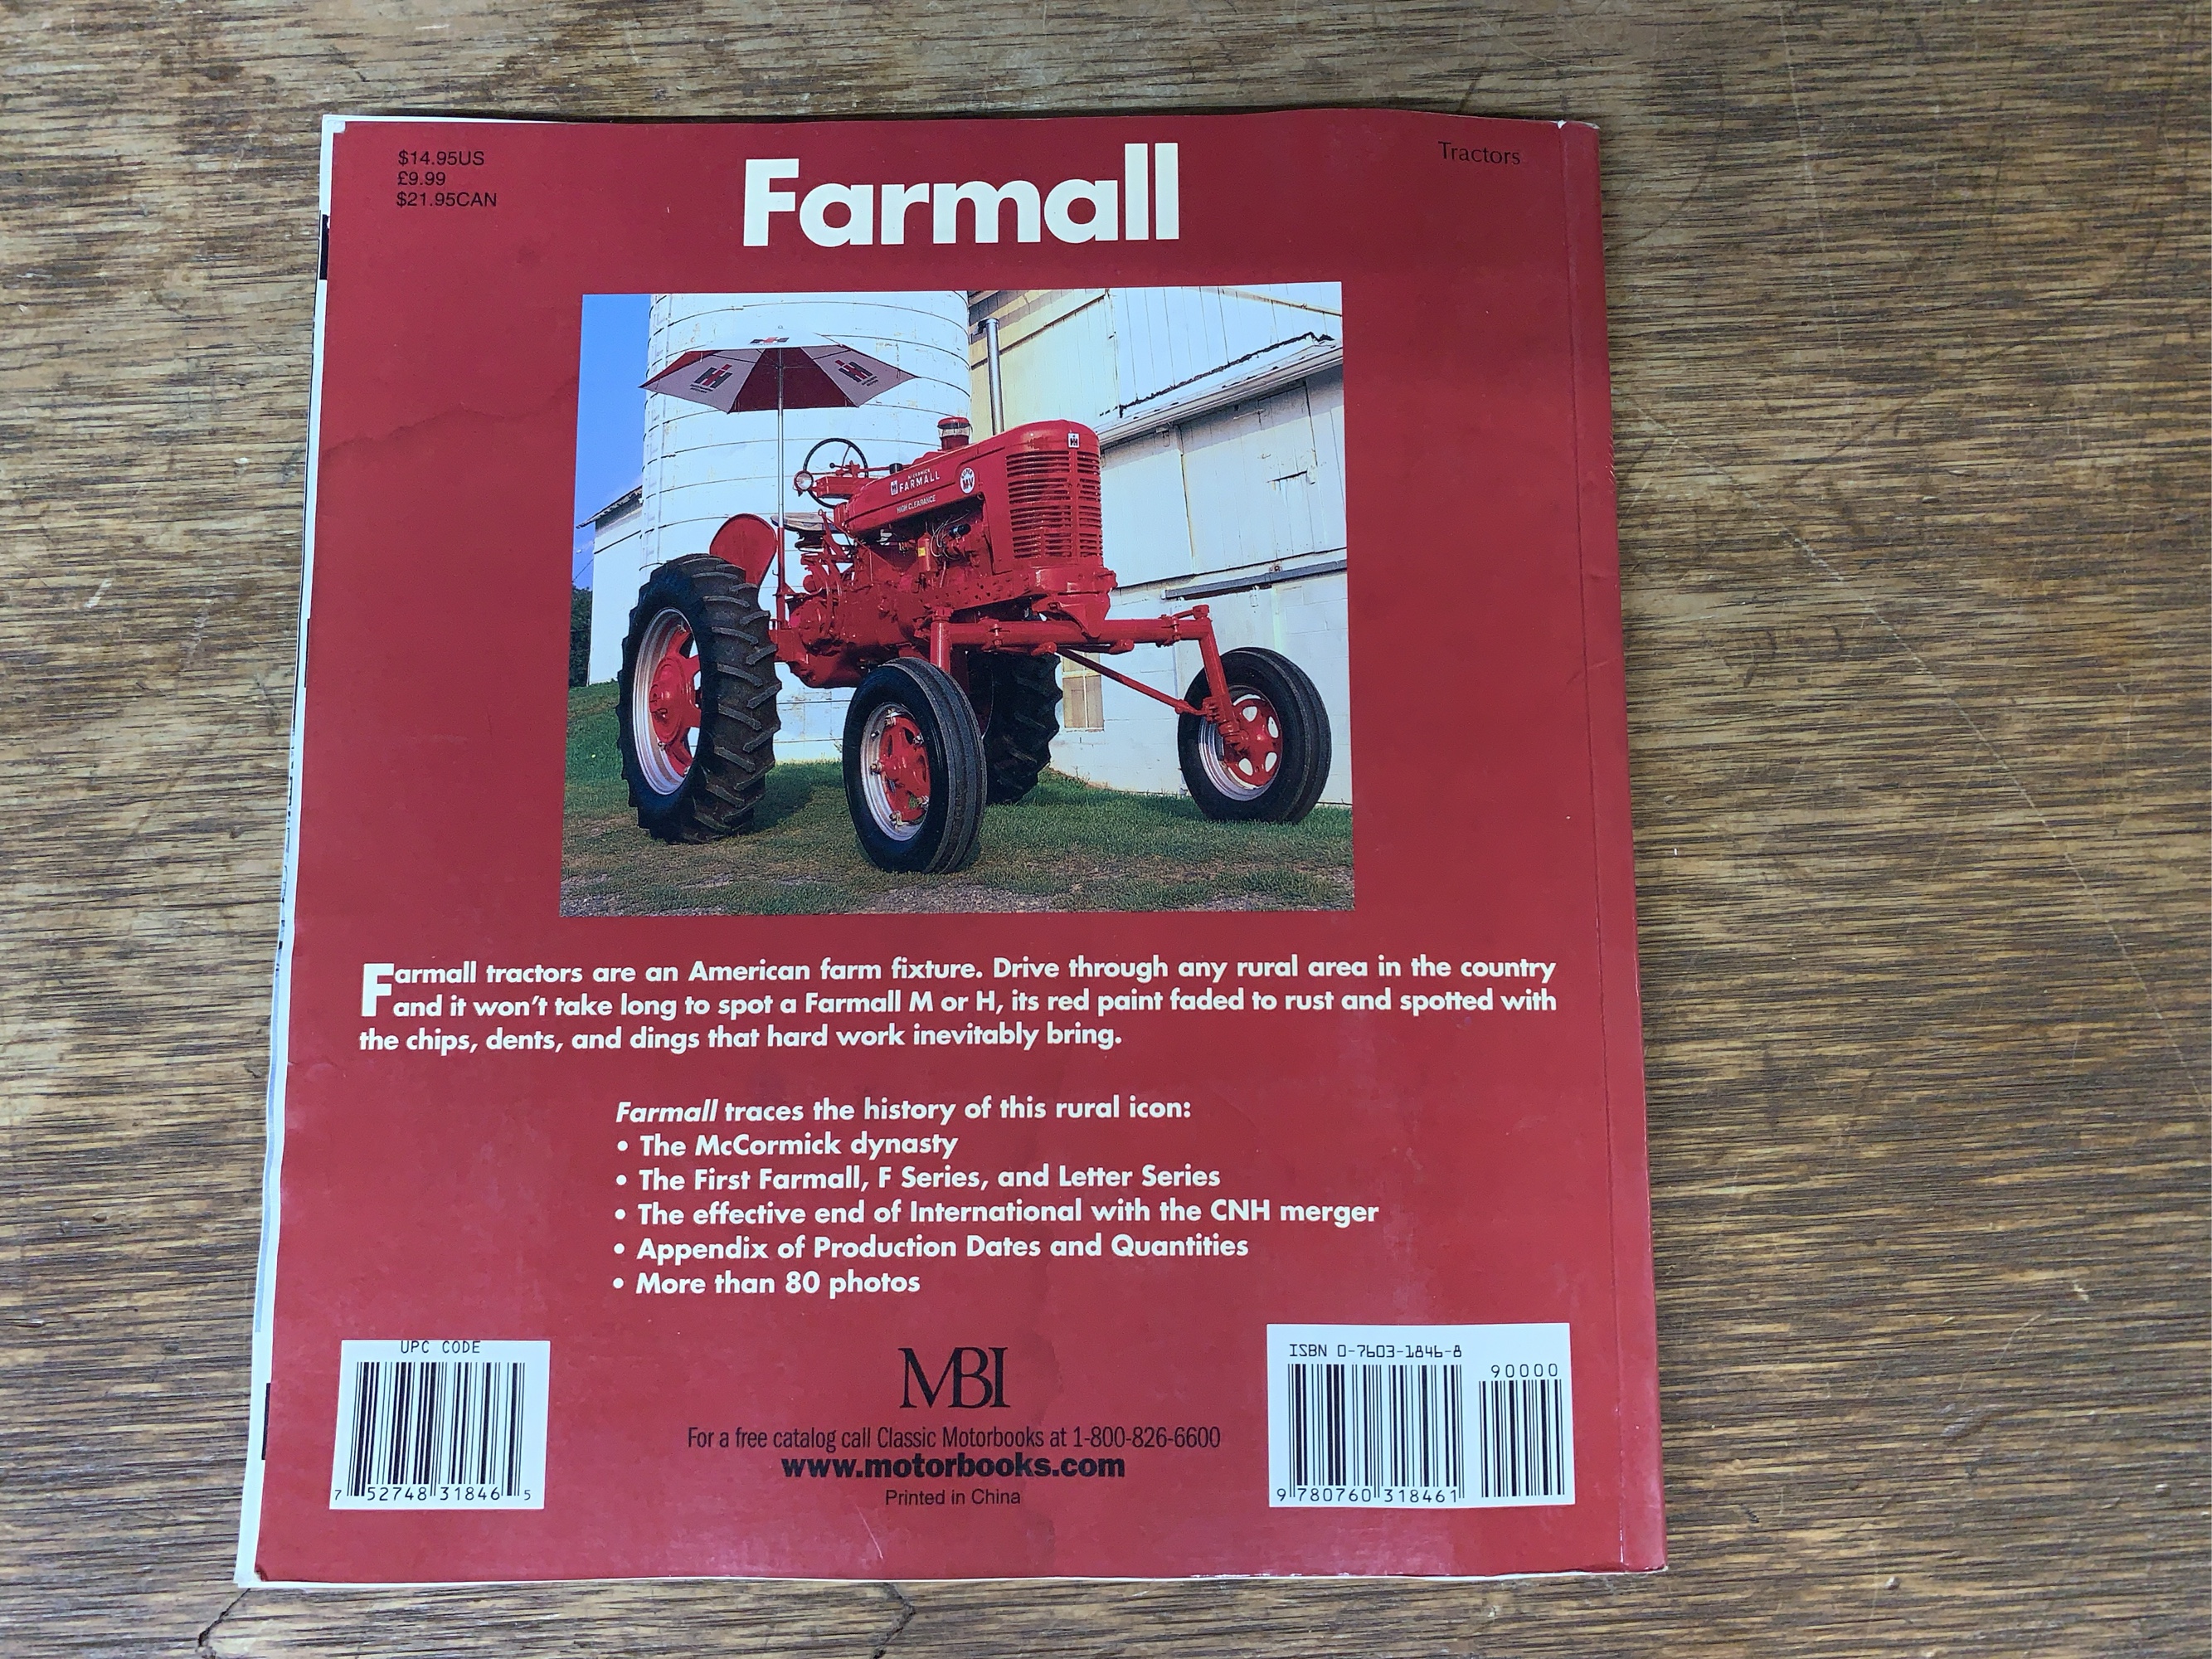 $14.95US
£9.99
$21.95CAN
Tractors
Farmall
FARMALL
HIGH CLEARANCE
Farmall tractors are an American farm fixture. Drive through any rural area in the country
and it won't take long to spot a Farmall M or H, its red paint faded to rust and spotted with
the chips, dents, and dings that hard work inevitably bring.
Farmall traces the history of this rural icon:
• The McCormick dynasty
• The First Farmall, F Series, and Letter Series
• The effective end of International with the CNH merger
• Appendix of Production Dates and Quantities
• More than 80 photos
UPC CODE
7 52748 31846 5
MBI
For a free catalog call Classic Motorbooks at 1-800-826-6600
www.motorbooks.com
Printed in China
ISBN 0-7603-1846-8
90000
9 780760 318461